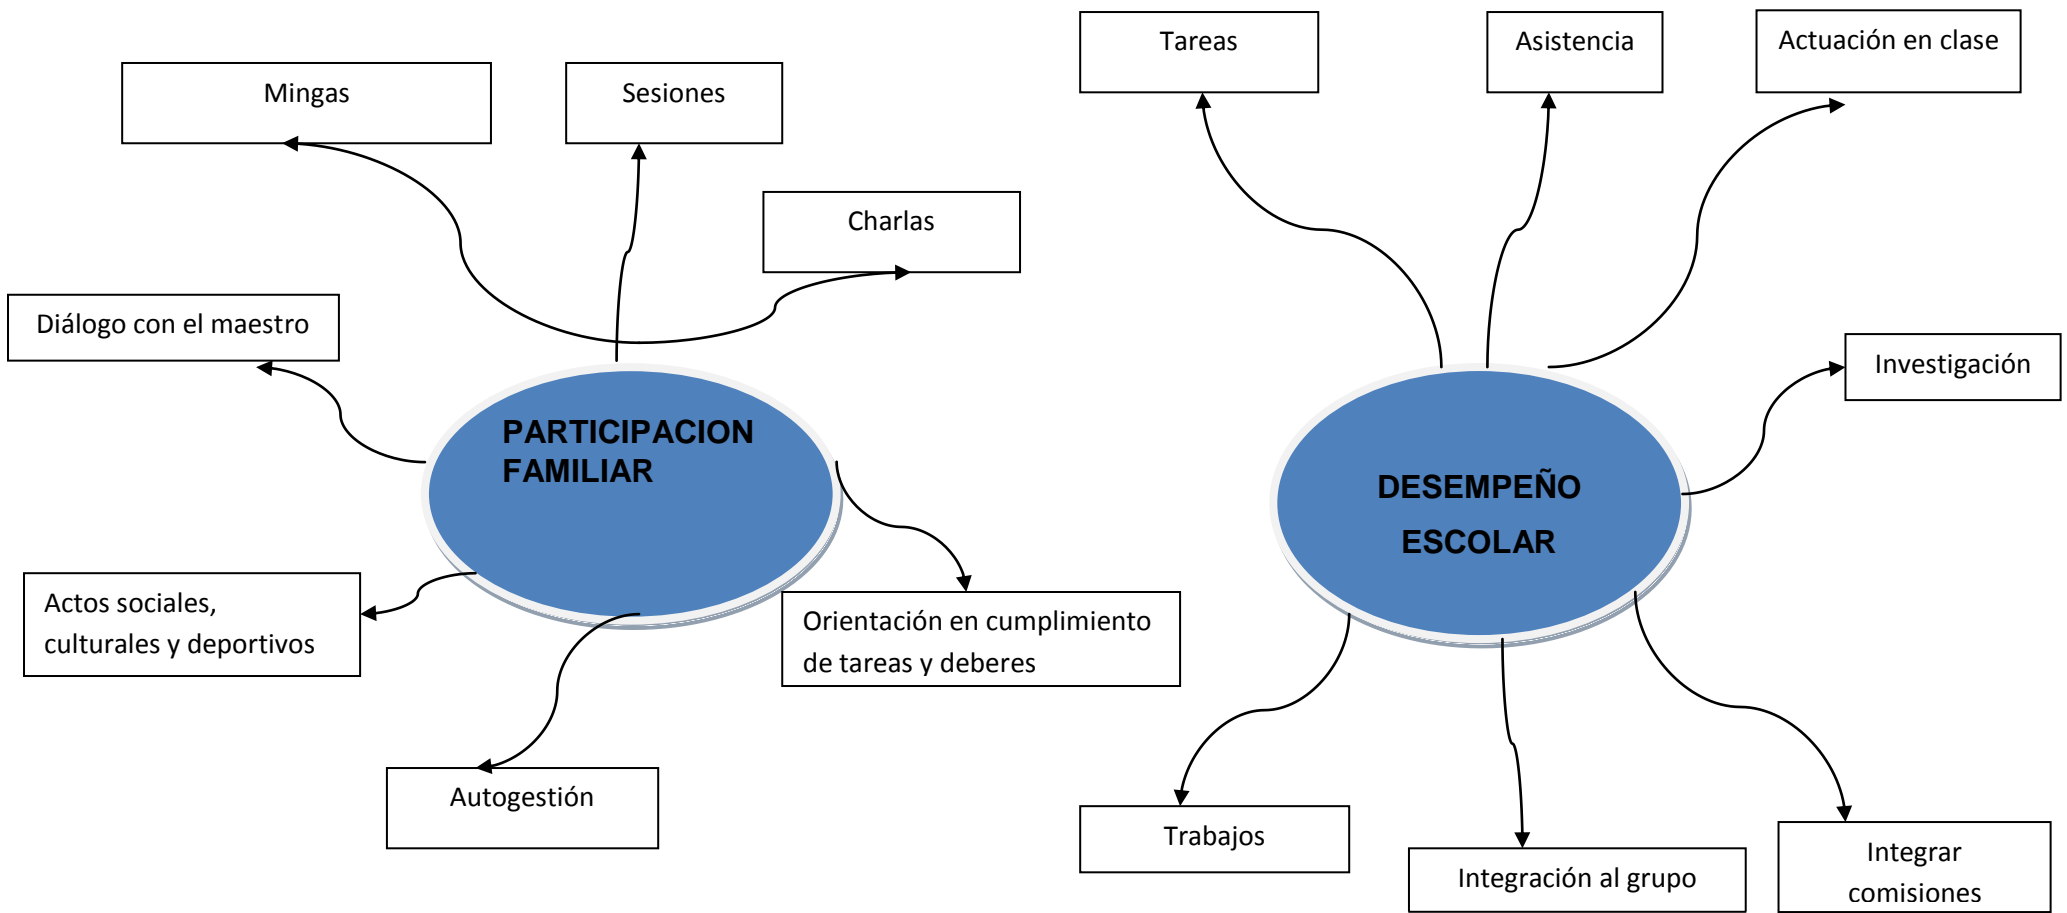 Tareas
Asistencia
Actuación en clase
Mingas
Sesiones
Charlas
Diálogo con el maestro
Investigación
PARTICIPACION
FAMILIAR
DESEMPEÑO
ESCOLAR
Actos sociales,
culturales y deportivos
Orientación en cumplimiento
de tareas y deberes
Autogestión
Trabajos
Integración al grupo
Integrar
comisiones